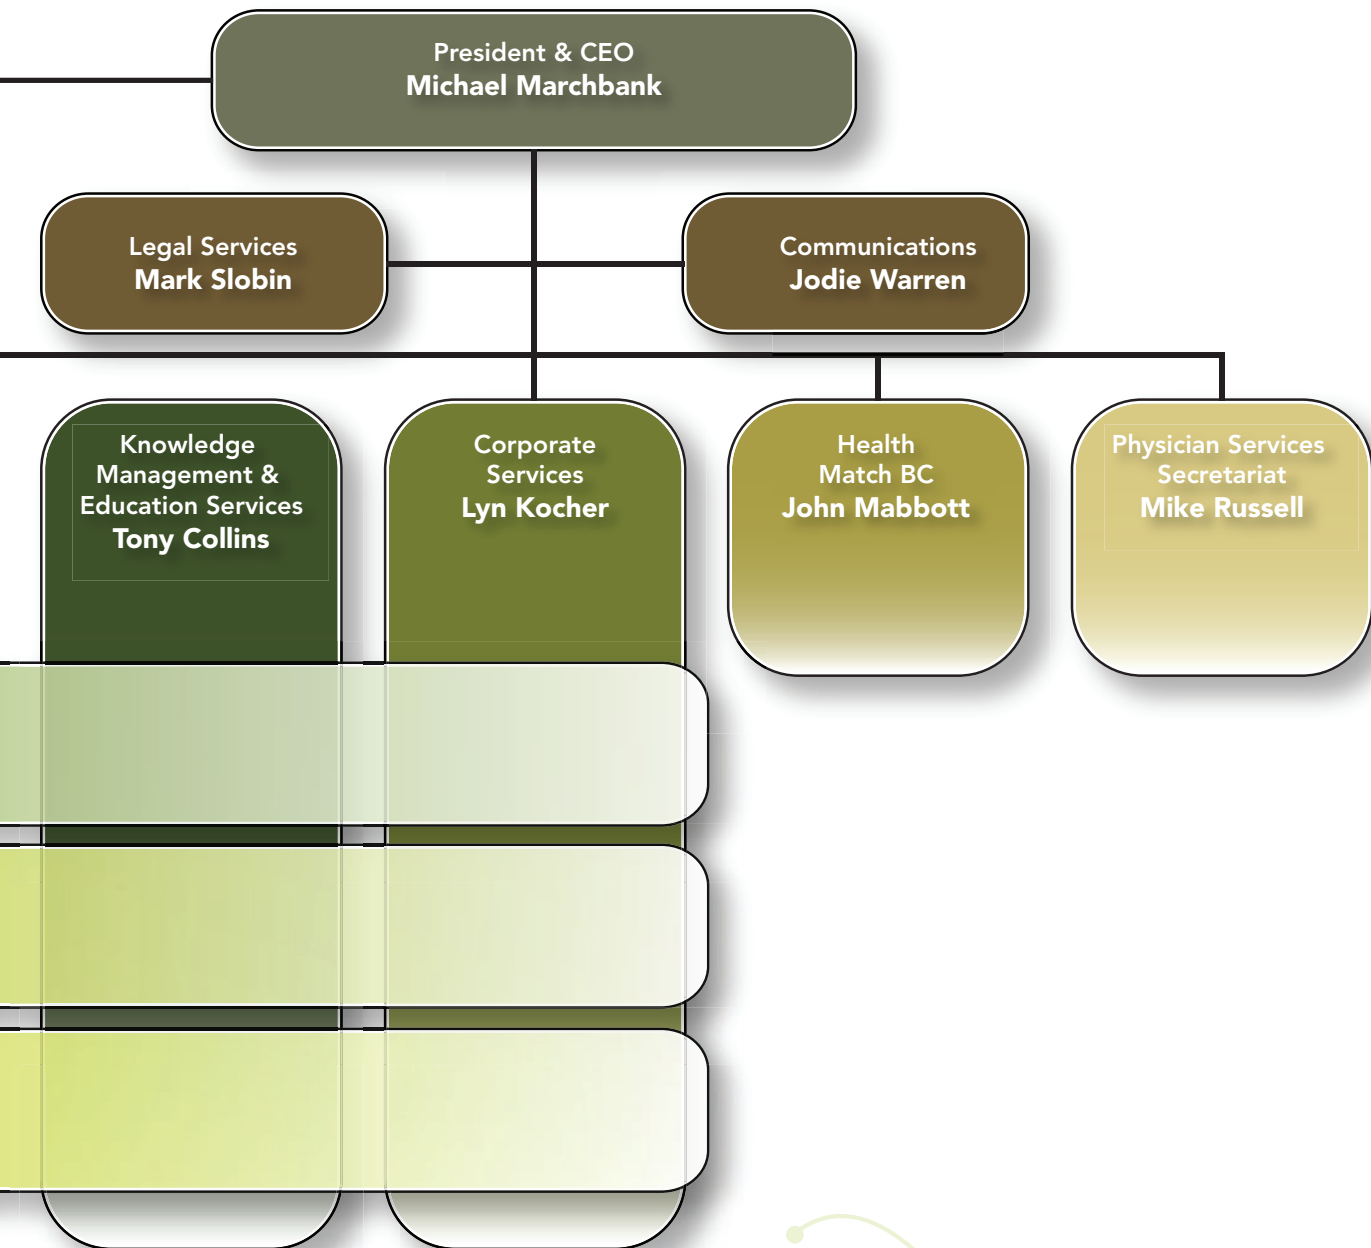 President & CEO
Michael Marchbank
Legal Services
Mark Slobin
Communications
Jodie Warren
Knowledge
Management &
Education Services
Tony Collins
Corporate
Services
Lyn Kocher
Health
Match BC
John Mabbott
Physician Services
Secretariat
Mike Russell